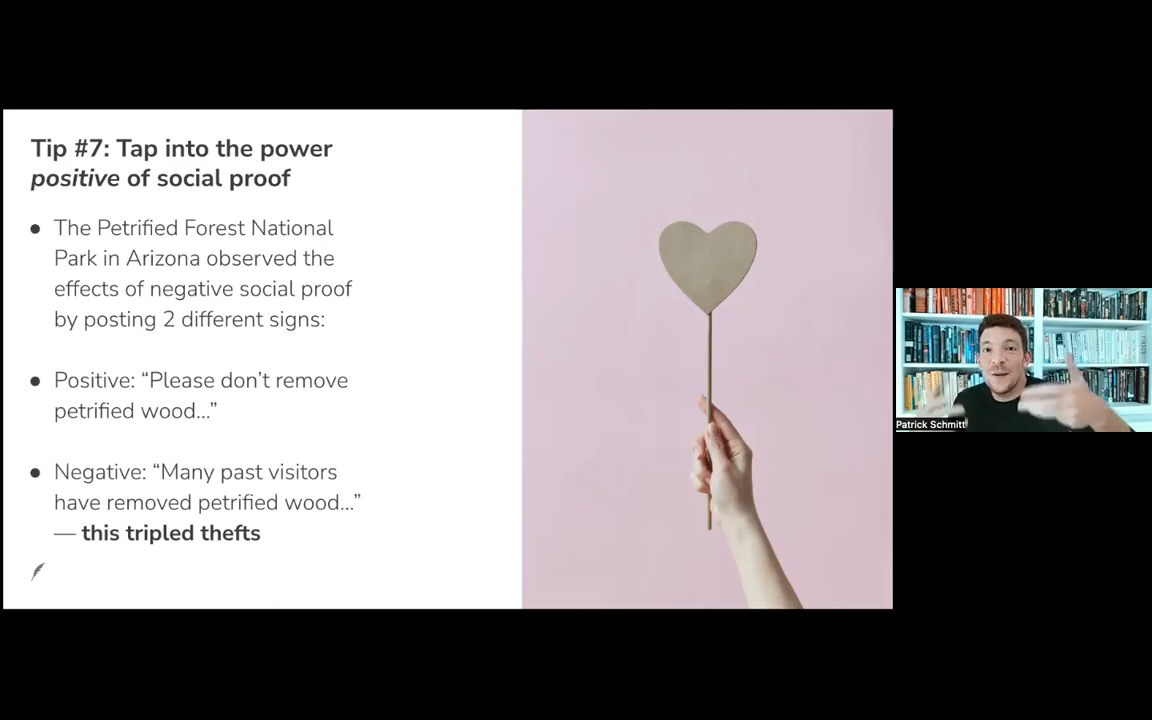 Tip #7: Tap into the power
positive of social proof
● The Petrified Forest National
Park in Arizona observed the
effects of negative social proof
by posting 2 different signs:
● Positive: “Please don’t remove
petrified wood...”
● Negative: “Many past visitors
have removed petrified wood...”
— this tripled thefts
Patrick Schmitt